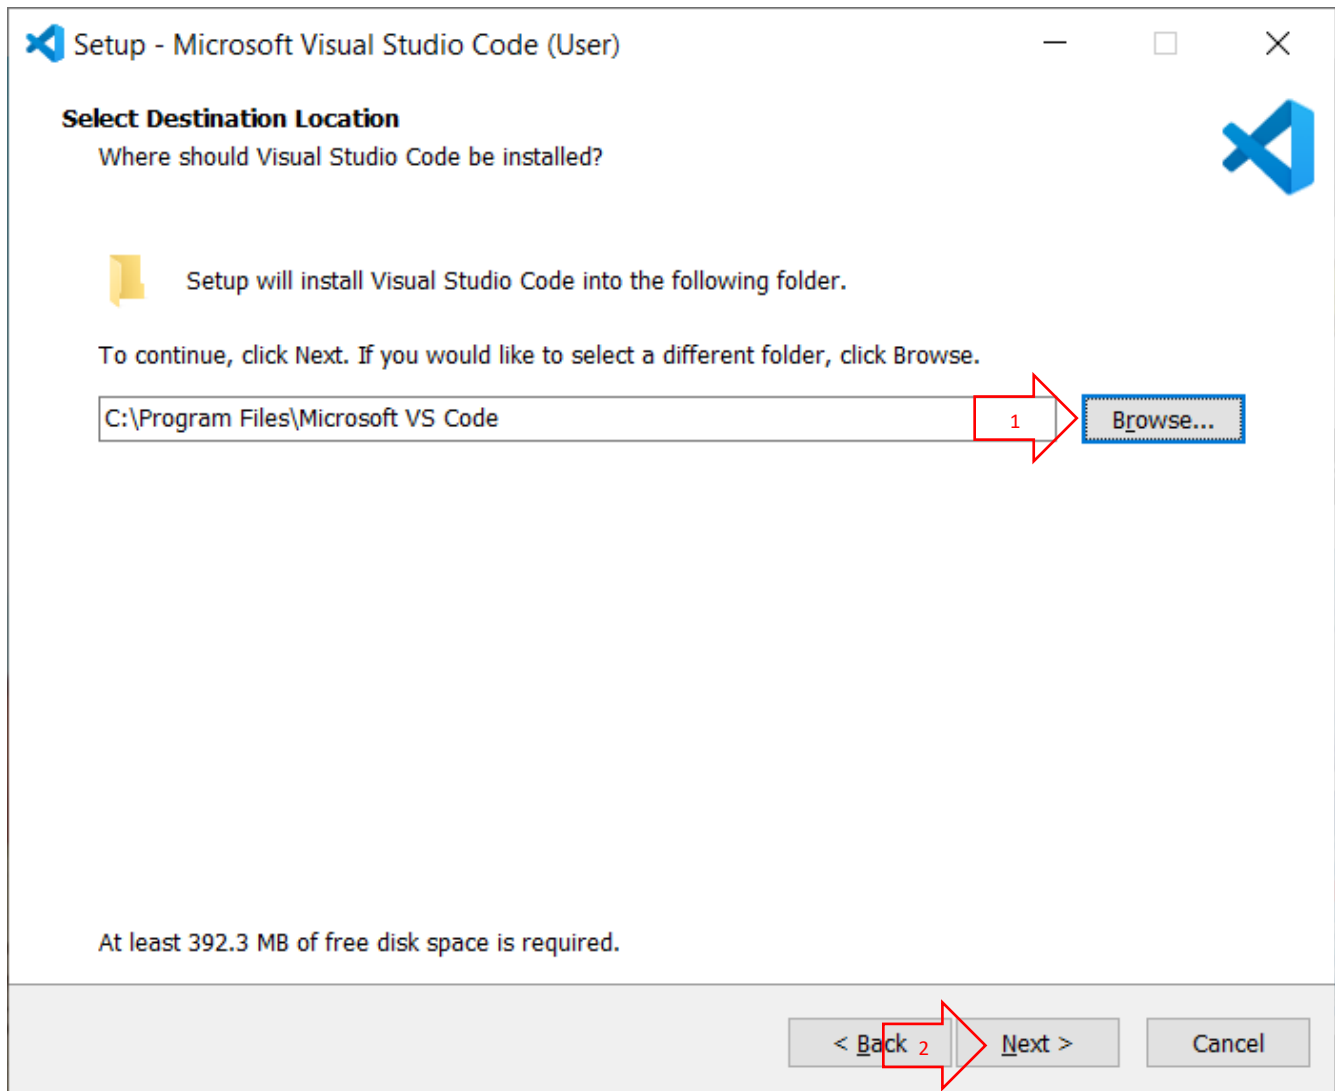 Setup - Microsoft Visual Studio Code (User)
Select Destination Location
Where should Visual Studio Code be installed?
Setup will install Visual Studio Code into the following folder.
To continue, click Next. If you would like to select a different folder, click Browse.
C:\Program Files\Microsoft VS Code
1
Browse...
At least 392.3 MB of free disk space is required.
< Back
2
Next >
Cancel